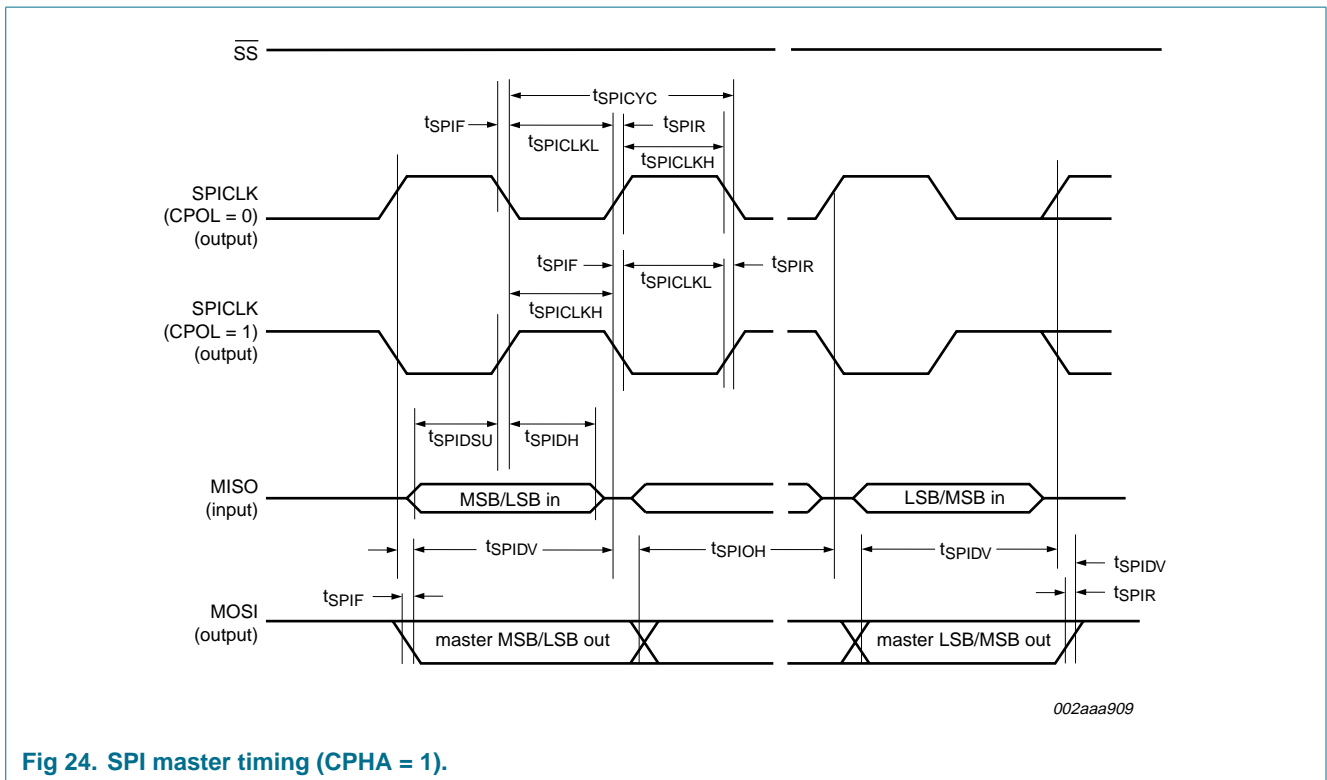 SS
tSPICYC
tSPIF
tSPIR
tSPICLKL
tSPICLKH
SPICLK
(CPOL = 0)
(output)
tSPIF
tSPIR
tSPICLKL
tSPICLKH
SPICLK
(CPOL = 1)
(output)
tSPIDSU
tSPIDH
MISO
(input)
MSB/LSB in
LSB/MSB in
tSPIDV
tSPIOH
tSPIDV
tSPIDV
tSPIF
tSPIR
MOSI
(output)
master MSB/LSB out
master LSB/MSB out
002aaa909
Fig 24. SPI master timing (CPHA = 1).